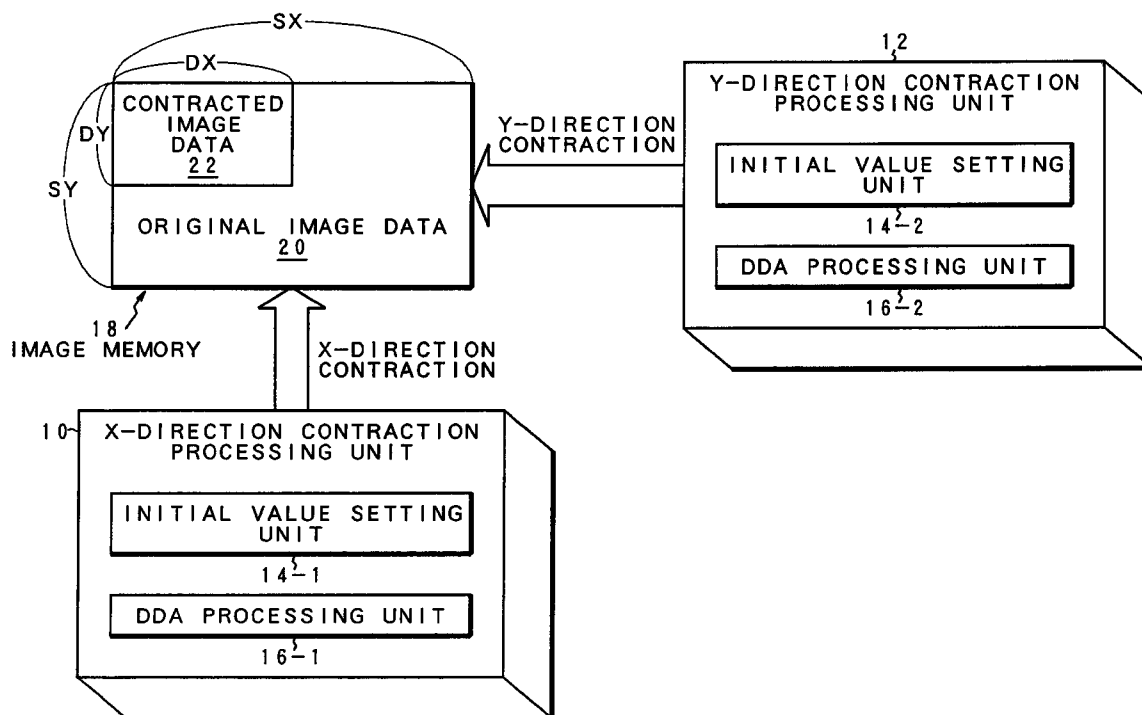 SX
DX
CONTRACTED
IMAGE
DATA
22
DY
SY
ORIGINAL IMAGE DATA
20
18
IMAGE MEMORY
Y-DIRECTION
CONTRACTION
12
Y-DIRECTION CONTRACTION
PROCESSING UNIT
INITIAL VALUE SETTING
UNIT
14-2
DDA PROCESSING UNIT
16-2
X-DIRECTION
CONTRACTION
10
X-DIRECTION CONTRACTION
PROCESSING UNIT
INITIAL VALUE SETTING
UNIT
14-1
DDA PROCESSING UNIT
16-1